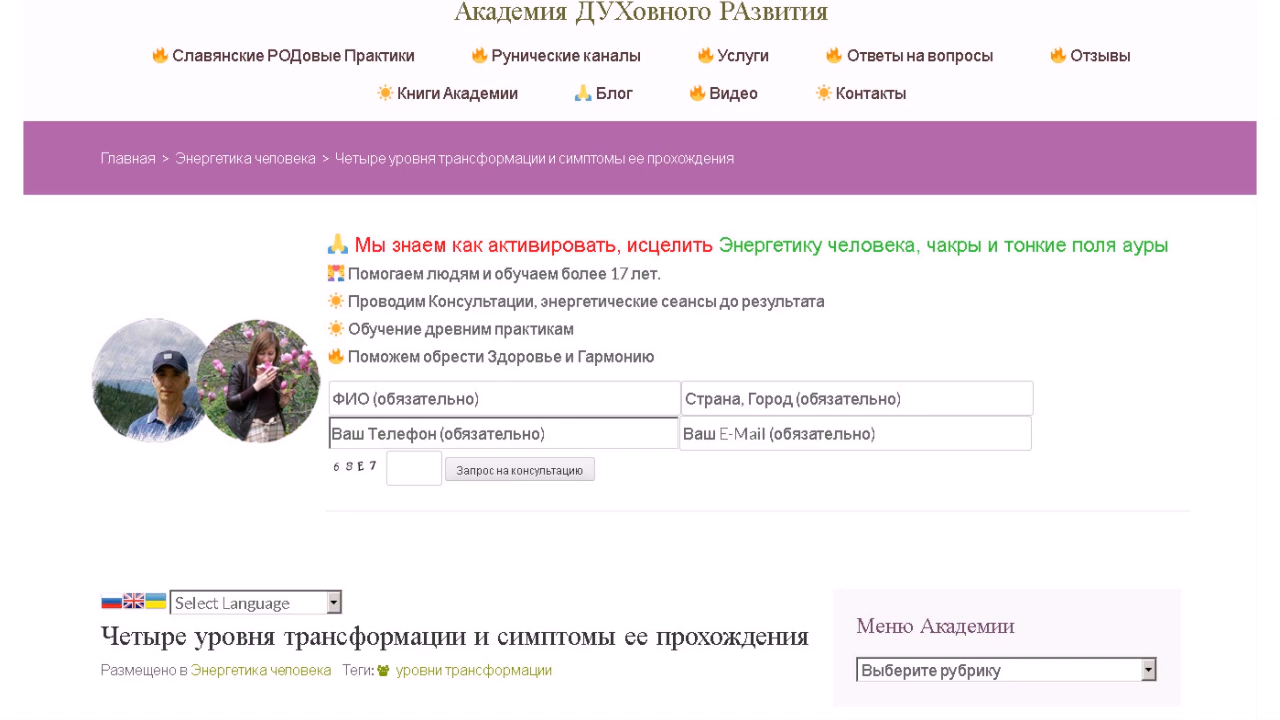 Академия ДУХовного РАзвития
🔥 Славянские РОДовые Практики 🔥 Рунические каналы 🔥 Услуги 🔥 Ответы на вопросы 🔥 Отзывы
☀ Книги Академии 🙏 Блог 🔥 Видео ☀ Контакты
Главная > Энергетика человека > Четыре уровня трансформации и симптомы ее прохождения
🙏 Мы знаем как активировать, исцелить Энергетику человека, чакры и тонкие поля ауры
Помогаем людям и обучаем более 17 лет.
☀ Проводим Консультации, энергетические сеансы до результата
☀ Обучение древним практикам
🔥 Поможем обрести Здоровье и Гармонию
ФИО (обязательно) Страна, Город (обязательно)
Ваш Телефон (обязательно) Ваш E-Mail (обязательно)
6 8 E 7 Запрос на консультацию
Select Language
Четыре уровня трансформации и симптомы ее прохождения
Размещено в Энергетика человека Теги: уровни трансформации
Меню Академии
Выберите рубрику